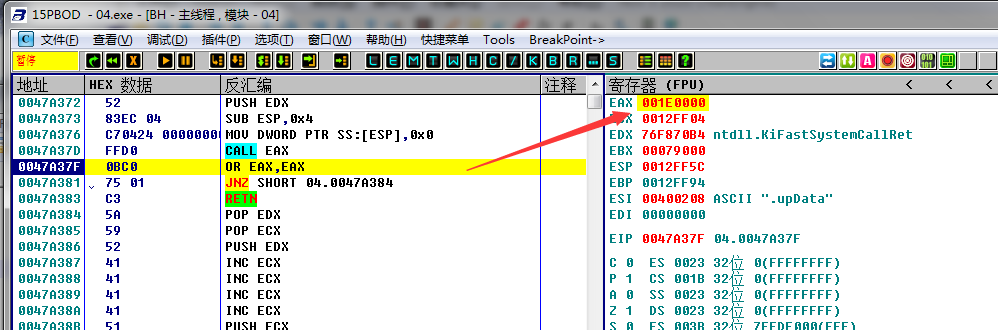 15PBOD - 04.exe - [BH - 主线程, 模块 - 04]
C 文件(F) 查看(V) 调试(D) 插件(P) 选项(T) 窗口(W) 帮助(H) 快捷菜单 Tools BreakPoint->
暂停 L E M T W H C / K B R ... S
地址 HEX 数据 反汇编 注释 寄存器 (FPU) < <
0047A372 52 PUSH EDX EAX 001E0000
0047A373 83EC 04 SUB ESP,0x4 0012FF04
0047A376 C70424 00000000 MOV DWORD PTR SS:[ESP],0x0 EDX 76F870B4 ntdll.KiFastSystemCallRet
0047A37D FFD0 CALL EAX EBX 00079000
0047A37F 0BC0 OR EAX,EAX ESP 0012FF5C
0047A381 75 01 JNZ SHORT 04.0047A384 EBP 0012FF94
0047A383 C3 RETN ESI 00400208 ASCII ".upData"
0047A384 5A POP EDX EDI 00000000
0047A385 59 POP ECX
0047A386 52 PUSH EDX EIP 0047A37F 04.0047A37F
0047A387 41 INC ECX C 0 ES 0023 32位 0(FFFFFFFF)
0047A388 41 INC ECX P 1 CS 001B 32位 0(FFFFFFFF)
0047A389 41 INC ECX A 0 SS 0023 32位 0(FFFFFFFF)
0047A38A 41 INC ECX Z 1 DS 0023 32位 0(FFFFFFFF)
0047A38B 51 PUSH ECX S 0 FS 003B 32位 7FFDF000(FFF)